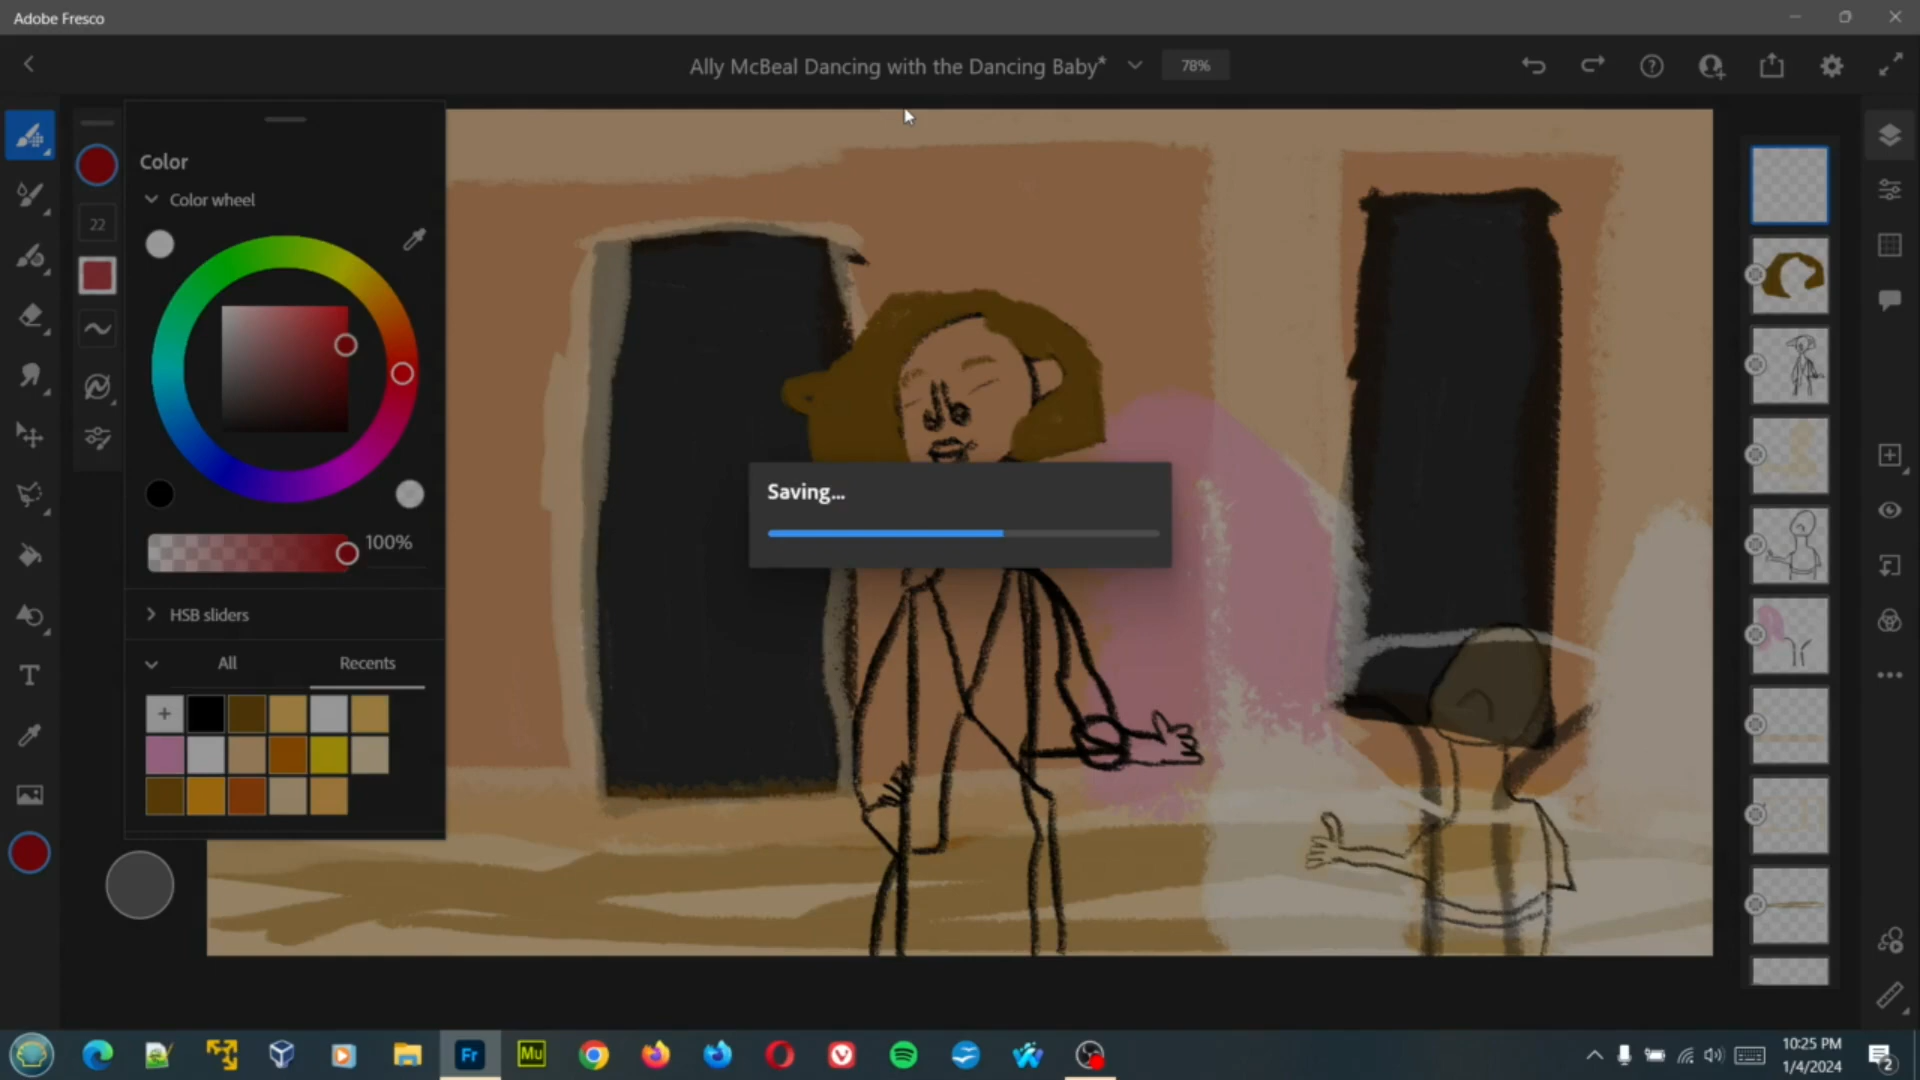 Adobe Fresco
Ally McBeal Dancing with the Dancing Baby*
78%
Color
Color wheel
22
100%
HSB sliders
All
Recents
Saving...
T
Fr
Mu
10:25 PM
1/4/2024
2